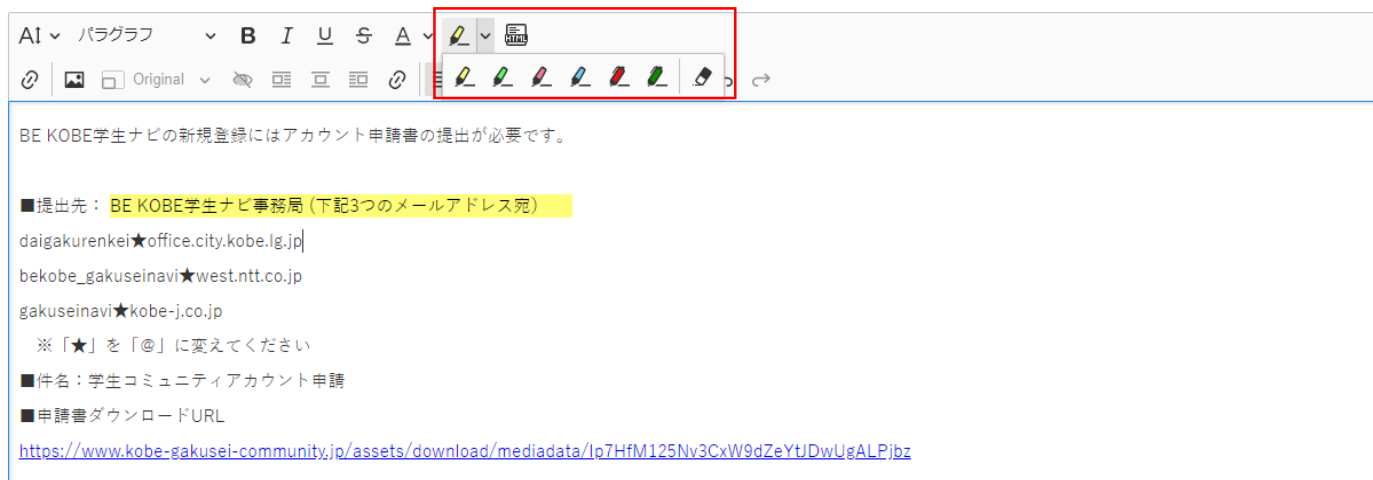 AI パラグラフ B I U S A HTML
Original
BE KOBE学生ナビの新規登録にはアカウント申請書の提出が必要です。
■提出先： BE KOBE学生ナビ事務局 (下記3つのメールアドレス宛)
daigakurenkei★office.city.kobe.lg.jp
bekobe_gakuseinavi★west.ntt.co.jp
gakuseinavi★kobe-j.co.jp
※「★」を「@」に変えてください
■件名：学生コミュニティアカウント申請
■申請書ダウンロードURL
https://www.kobe-gakusei-community.jp/assets/download/mediadata/Ip7HfM125Nv3CxW9dZeYtJDwUgALPjbz